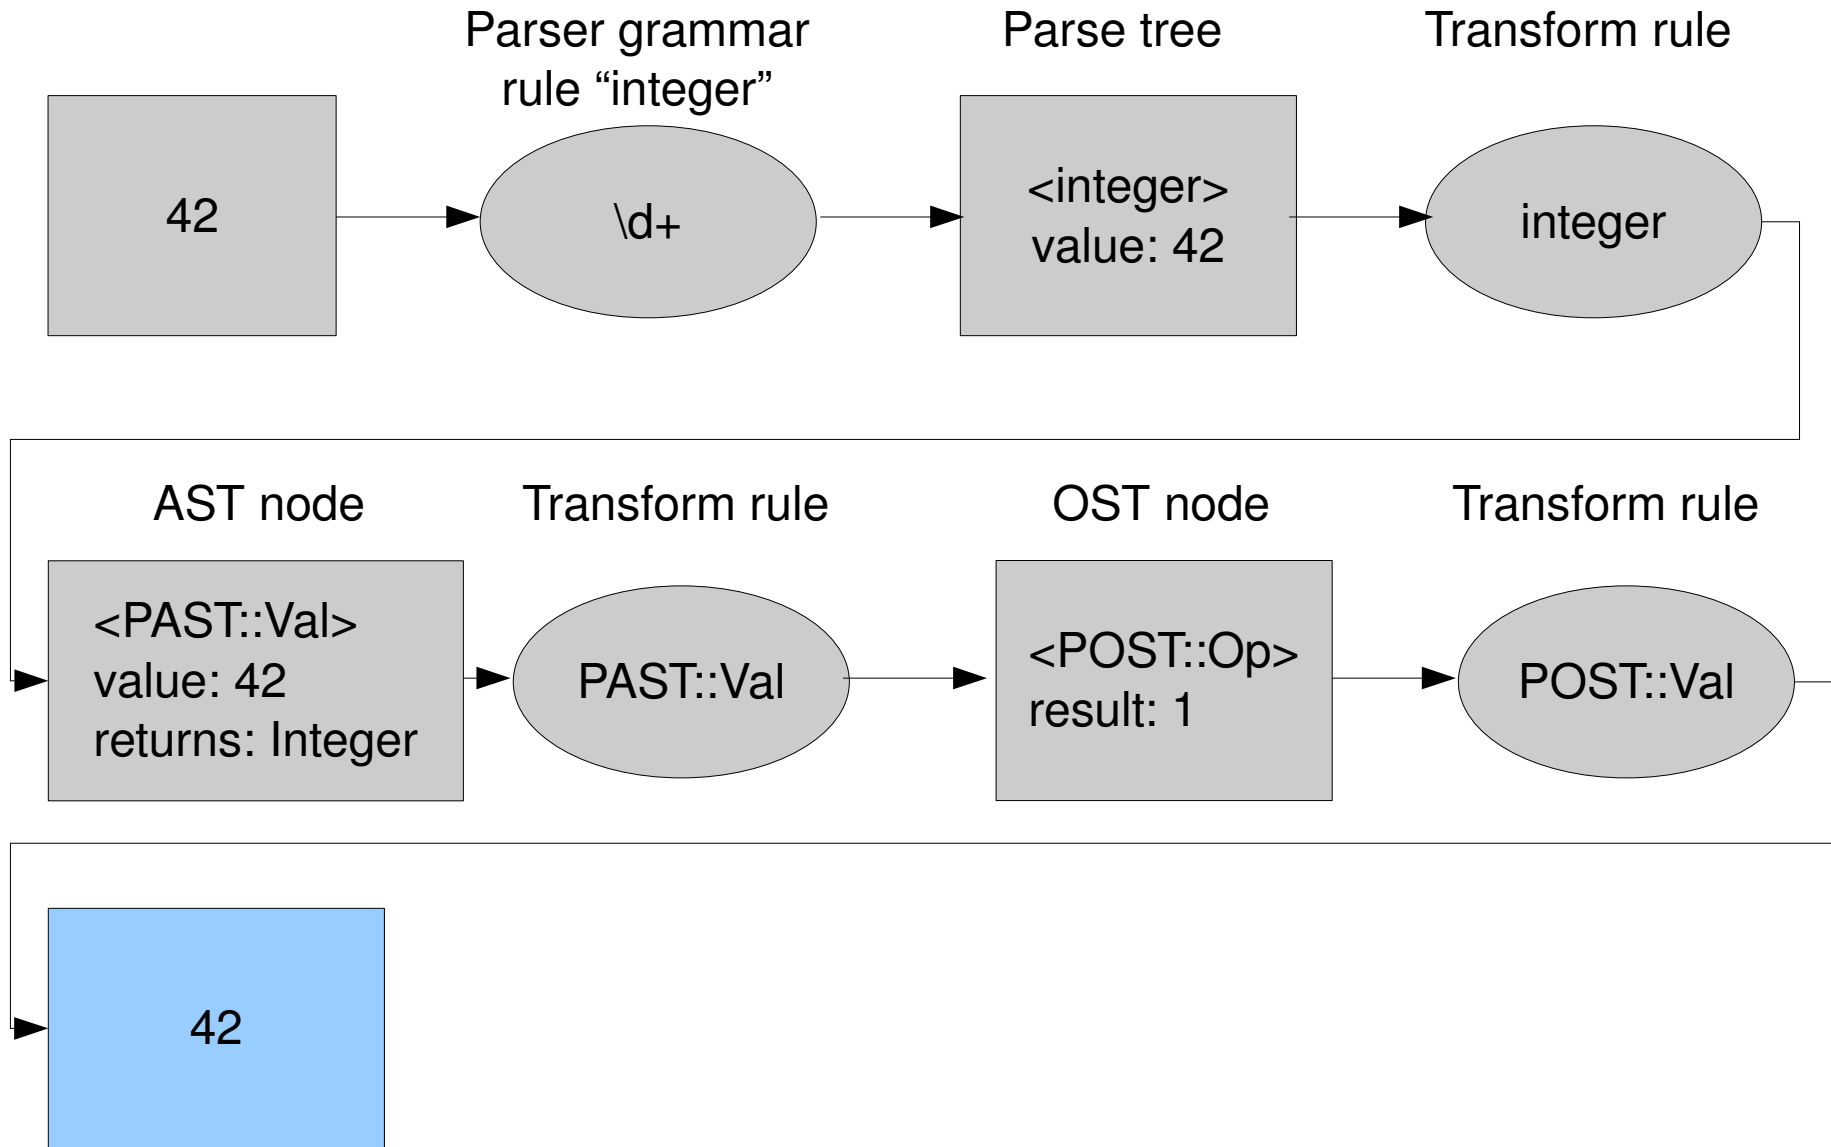 Parser grammar
rule “integer”
Parse tree
Transform rule
42
\d+
<integer>
value: 42
integer
AST node
Transform rule
OST node
Transform rule
<PAST::Val>
value: 42
returns: Integer
PAST::Val
<POST::Op>
result: 1
POST::Val
42